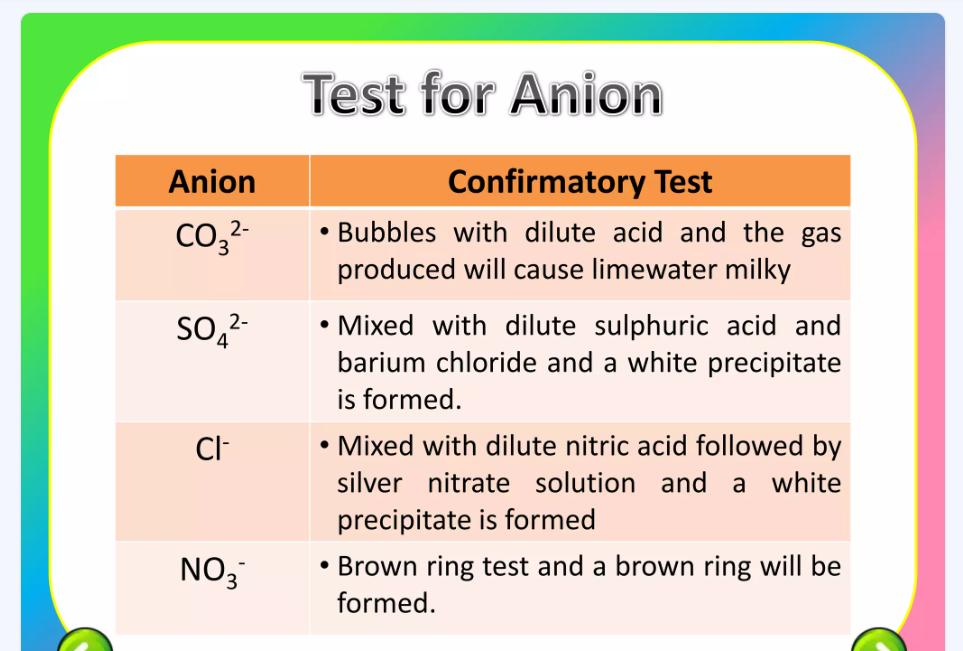 Test for Anion
Anion
Confirmatory Test
CO₃²⁻
• Bubbles with dilute acid and the gas
produced will cause limewater milky
SO₄²⁻
• Mixed with dilute sulphuric acid and
barium chloride and a white precipitate
is formed.
Cl⁻
• Mixed with dilute nitric acid followed by
silver nitrate solution and a white
precipitate is formed
NO₃⁻
• Brown ring test and a brown ring will be
formed.